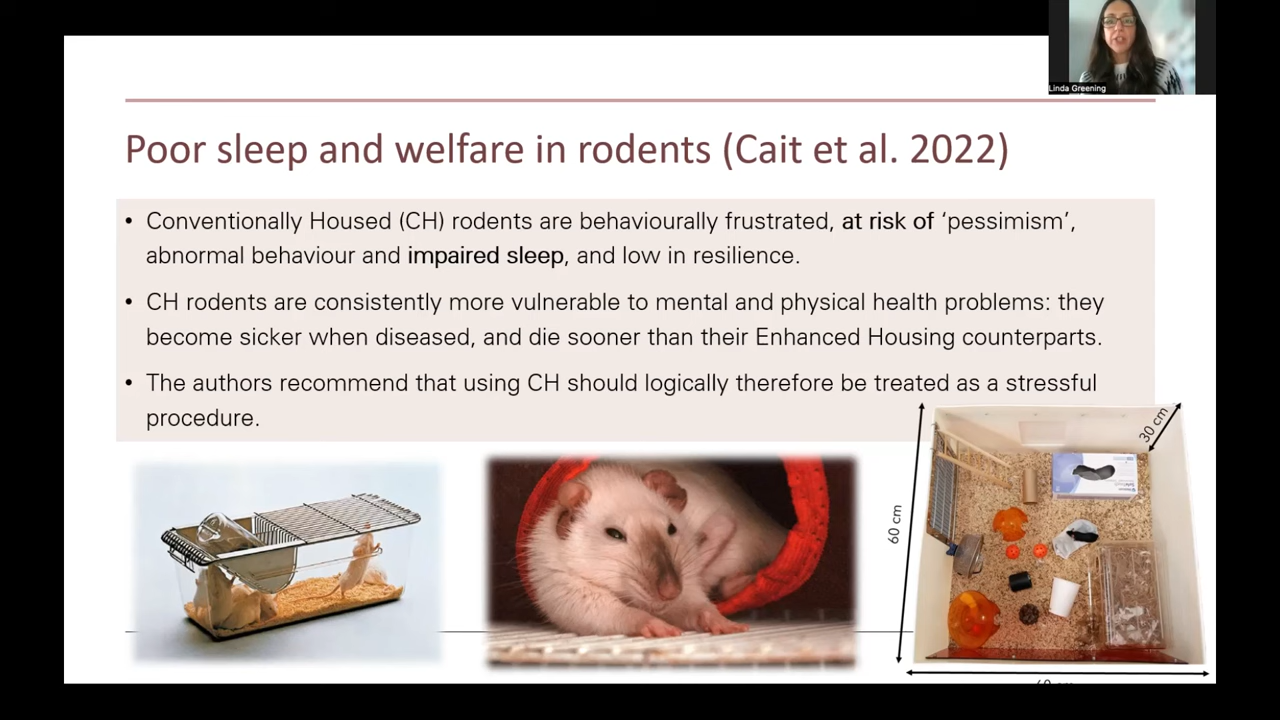 Linda Greening
Poor sleep and welfare in rodents (Cait et al. 2022)
• Conventionally Housed (CH) rodents are behaviourally frustrated, at risk of ‘pessimism’,
abnormal behaviour and impaired sleep, and low in resilience.
• CH rodents are consistently more vulnerable to mental and physical health problems: they
become sicker when diseased, and die sooner than their Enhanced Housing counterparts.
• The authors recommend that using CH should logically therefore be treated as a stressful
procedure.
30 cm
60 cm